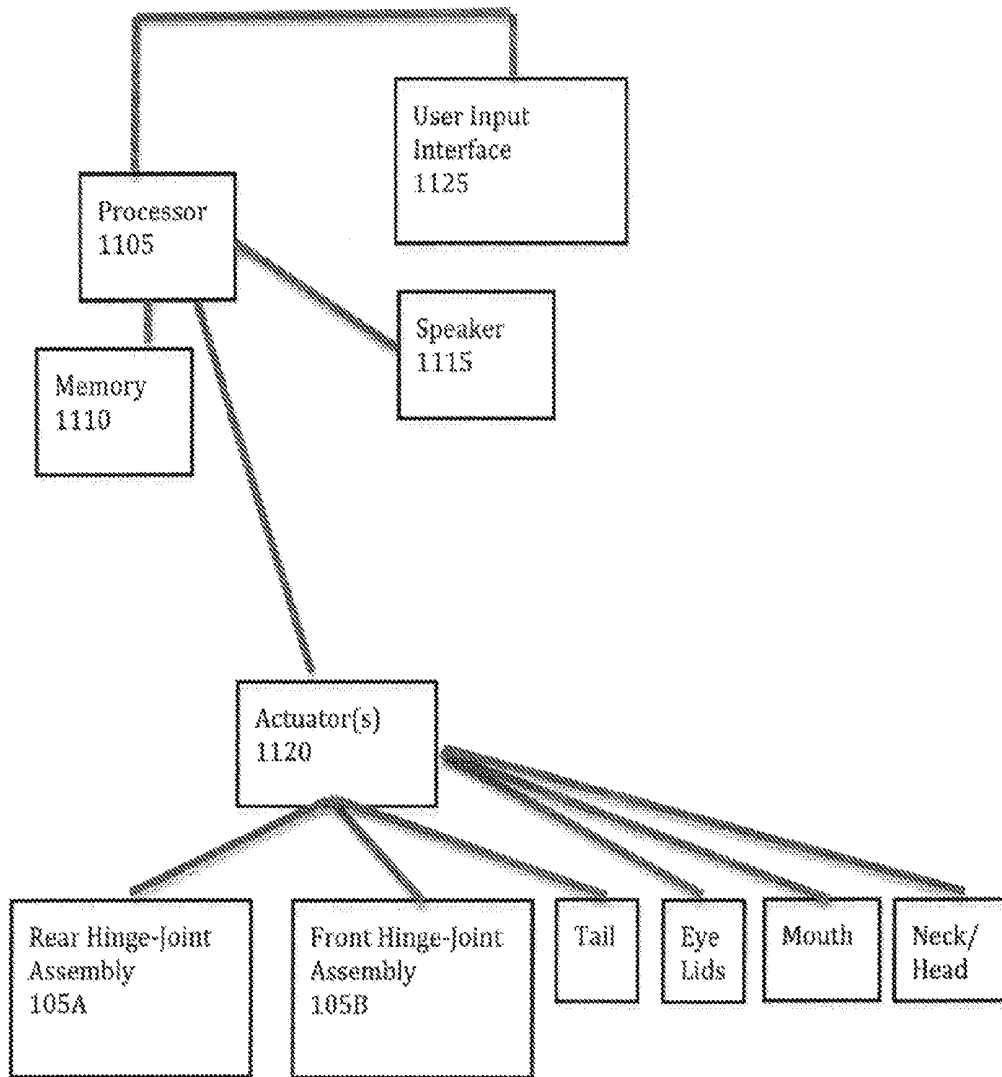 User Input
Interface
1125
Processor
1105
Speaker
1115
Memory
1110
Actuator(s)
1120
Rear Hinge-Joint
Assembly
105A
Front Hinge-Joint
Assembly
105B
Tail
Eye
Lids
Mouth
Neck/
Head